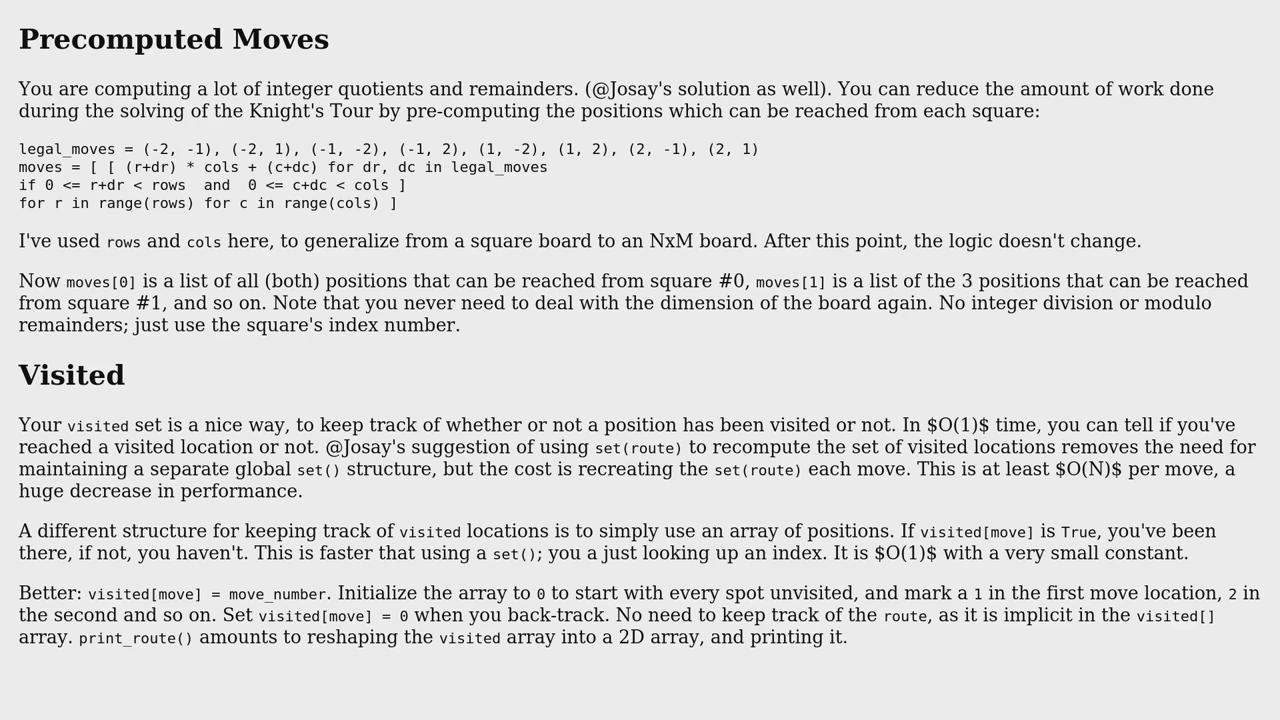 Precomputed Moves
You are computing a lot of integer quotients and remainders. (@Josay's solution as well). You can reduce the amount of work done
during the solving of the Knight's Tour by pre-computing the positions which can be reached from each square:
legal_moves = (-2, -1), (-2, 1), (-1, -2), (-1, 2), (1, -2), (1, 2), (2, -1), (2, 1)
moves = [ [ (r+dr) * cols + (c+dc) for dr, dc in legal_moves
if 0 <= r+dr < rows  and  0 <= c+dc < cols ]
for r in range(rows) for c in range(cols) ]
I've used rows and cols here, to generalize from a square board to an NxM board. After this point, the logic doesn't change.
Now moves[0] is a list of all (both) positions that can be reached from square #0, moves[1] is a list of the 3 positions that can be reached
from square #1, and so on. Note that you never need to deal with the dimension of the board again. No integer division or modulo
remainders; just use the square's index number.
Visited
Your visited set is a nice way, to keep track of whether or not a position has been visited or not. In $O(1)$ time, you can tell if you've
reached a visited location or not. @Josay's suggestion of using set(route) to recompute the set of visited locations removes the need for
maintaining a separate global set() structure, but the cost is recreating the set(route) each move. This is at least $O(N)$ per move, a
huge decrease in performance.
A different structure for keeping track of visited locations is to simply use an array of positions. If visited[move] is True, you've been
there, if not, you haven't. This is faster that using a set(); you a just looking up an index. It is $O(1)$ with a very small constant.
Better: visited[move] = move_number. Initialize the array to 0 to start with every spot unvisited, and mark a 1 in the first move location, 2 in
the second and so on. Set visited[move] = 0 when you back-track. No need to keep track of the route, as it is implicit in the visited[]
array. print_route() amounts to reshaping the visited array into a 2D array, and printing it.